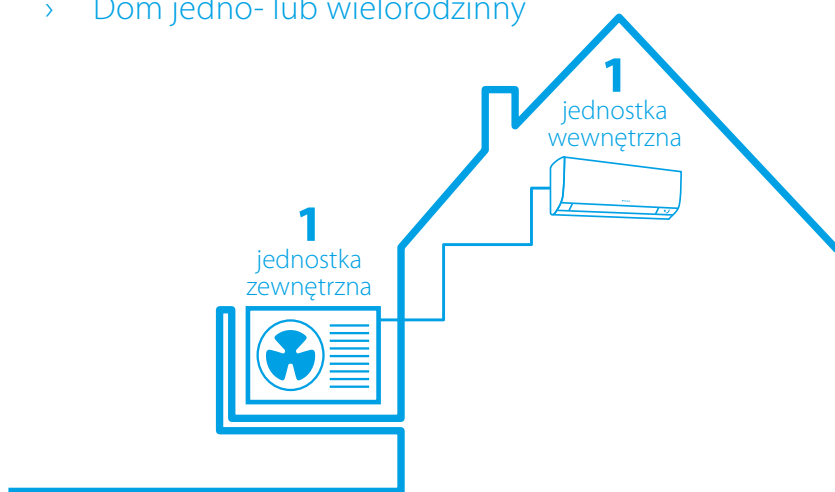 › Dom jedno- lub wielorodzinny
1
jednostka
wewnętrzna
1
jednostka
zewnętrzna